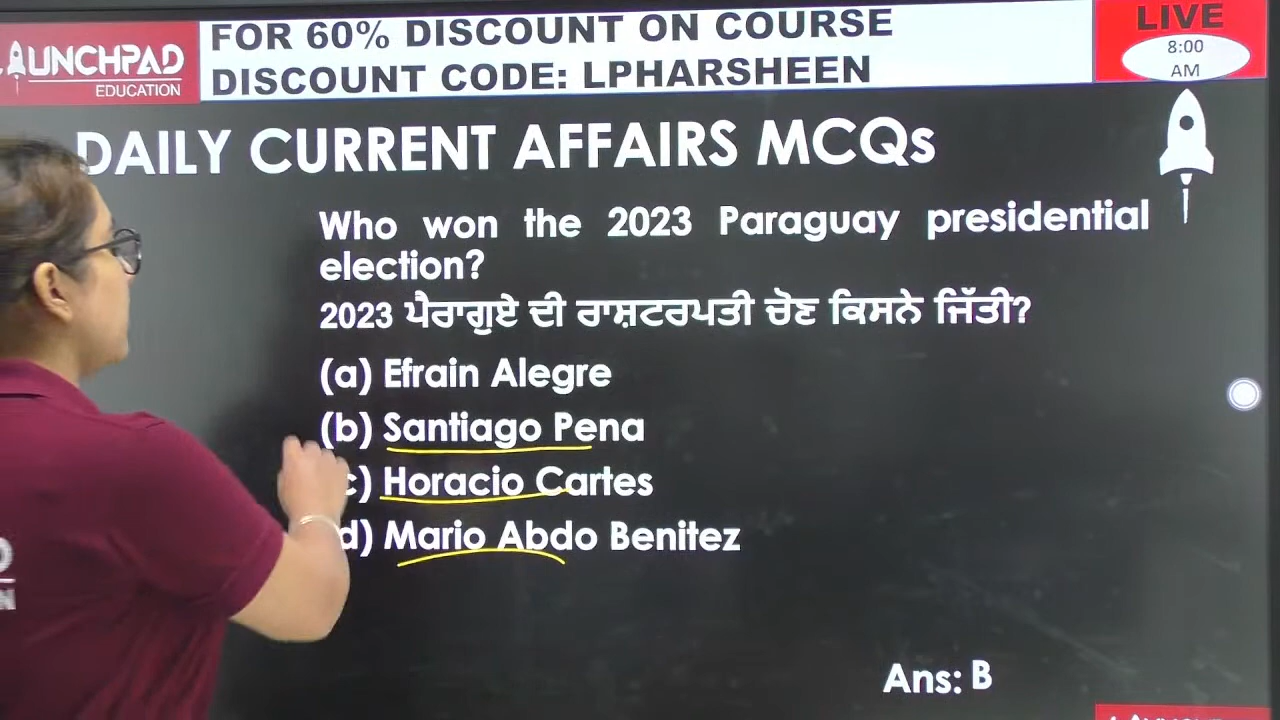 LAUNCHPAD
EDUCATION
FOR 60% DISCOUNT ON COURSE
DISCOUNT CODE: LPHARSHEEN
LIVE
8:00
AM
DAILY CURRENT AFFAIRS MCQs
Who won the 2023 Paraguay presidential
election?
2023 ਪੈਰਾਗੁਏ ਦੀ ਰਾਸ਼ਟਰਪਤੀ ਚੋਣ ਕਿਸਨੇ ਜਿੱਤੀ?
(a) Efrain Alegre
(b) Santiago Pena
c) Horacio Cartes
d) Mario Abdo Benitez
Ans: B